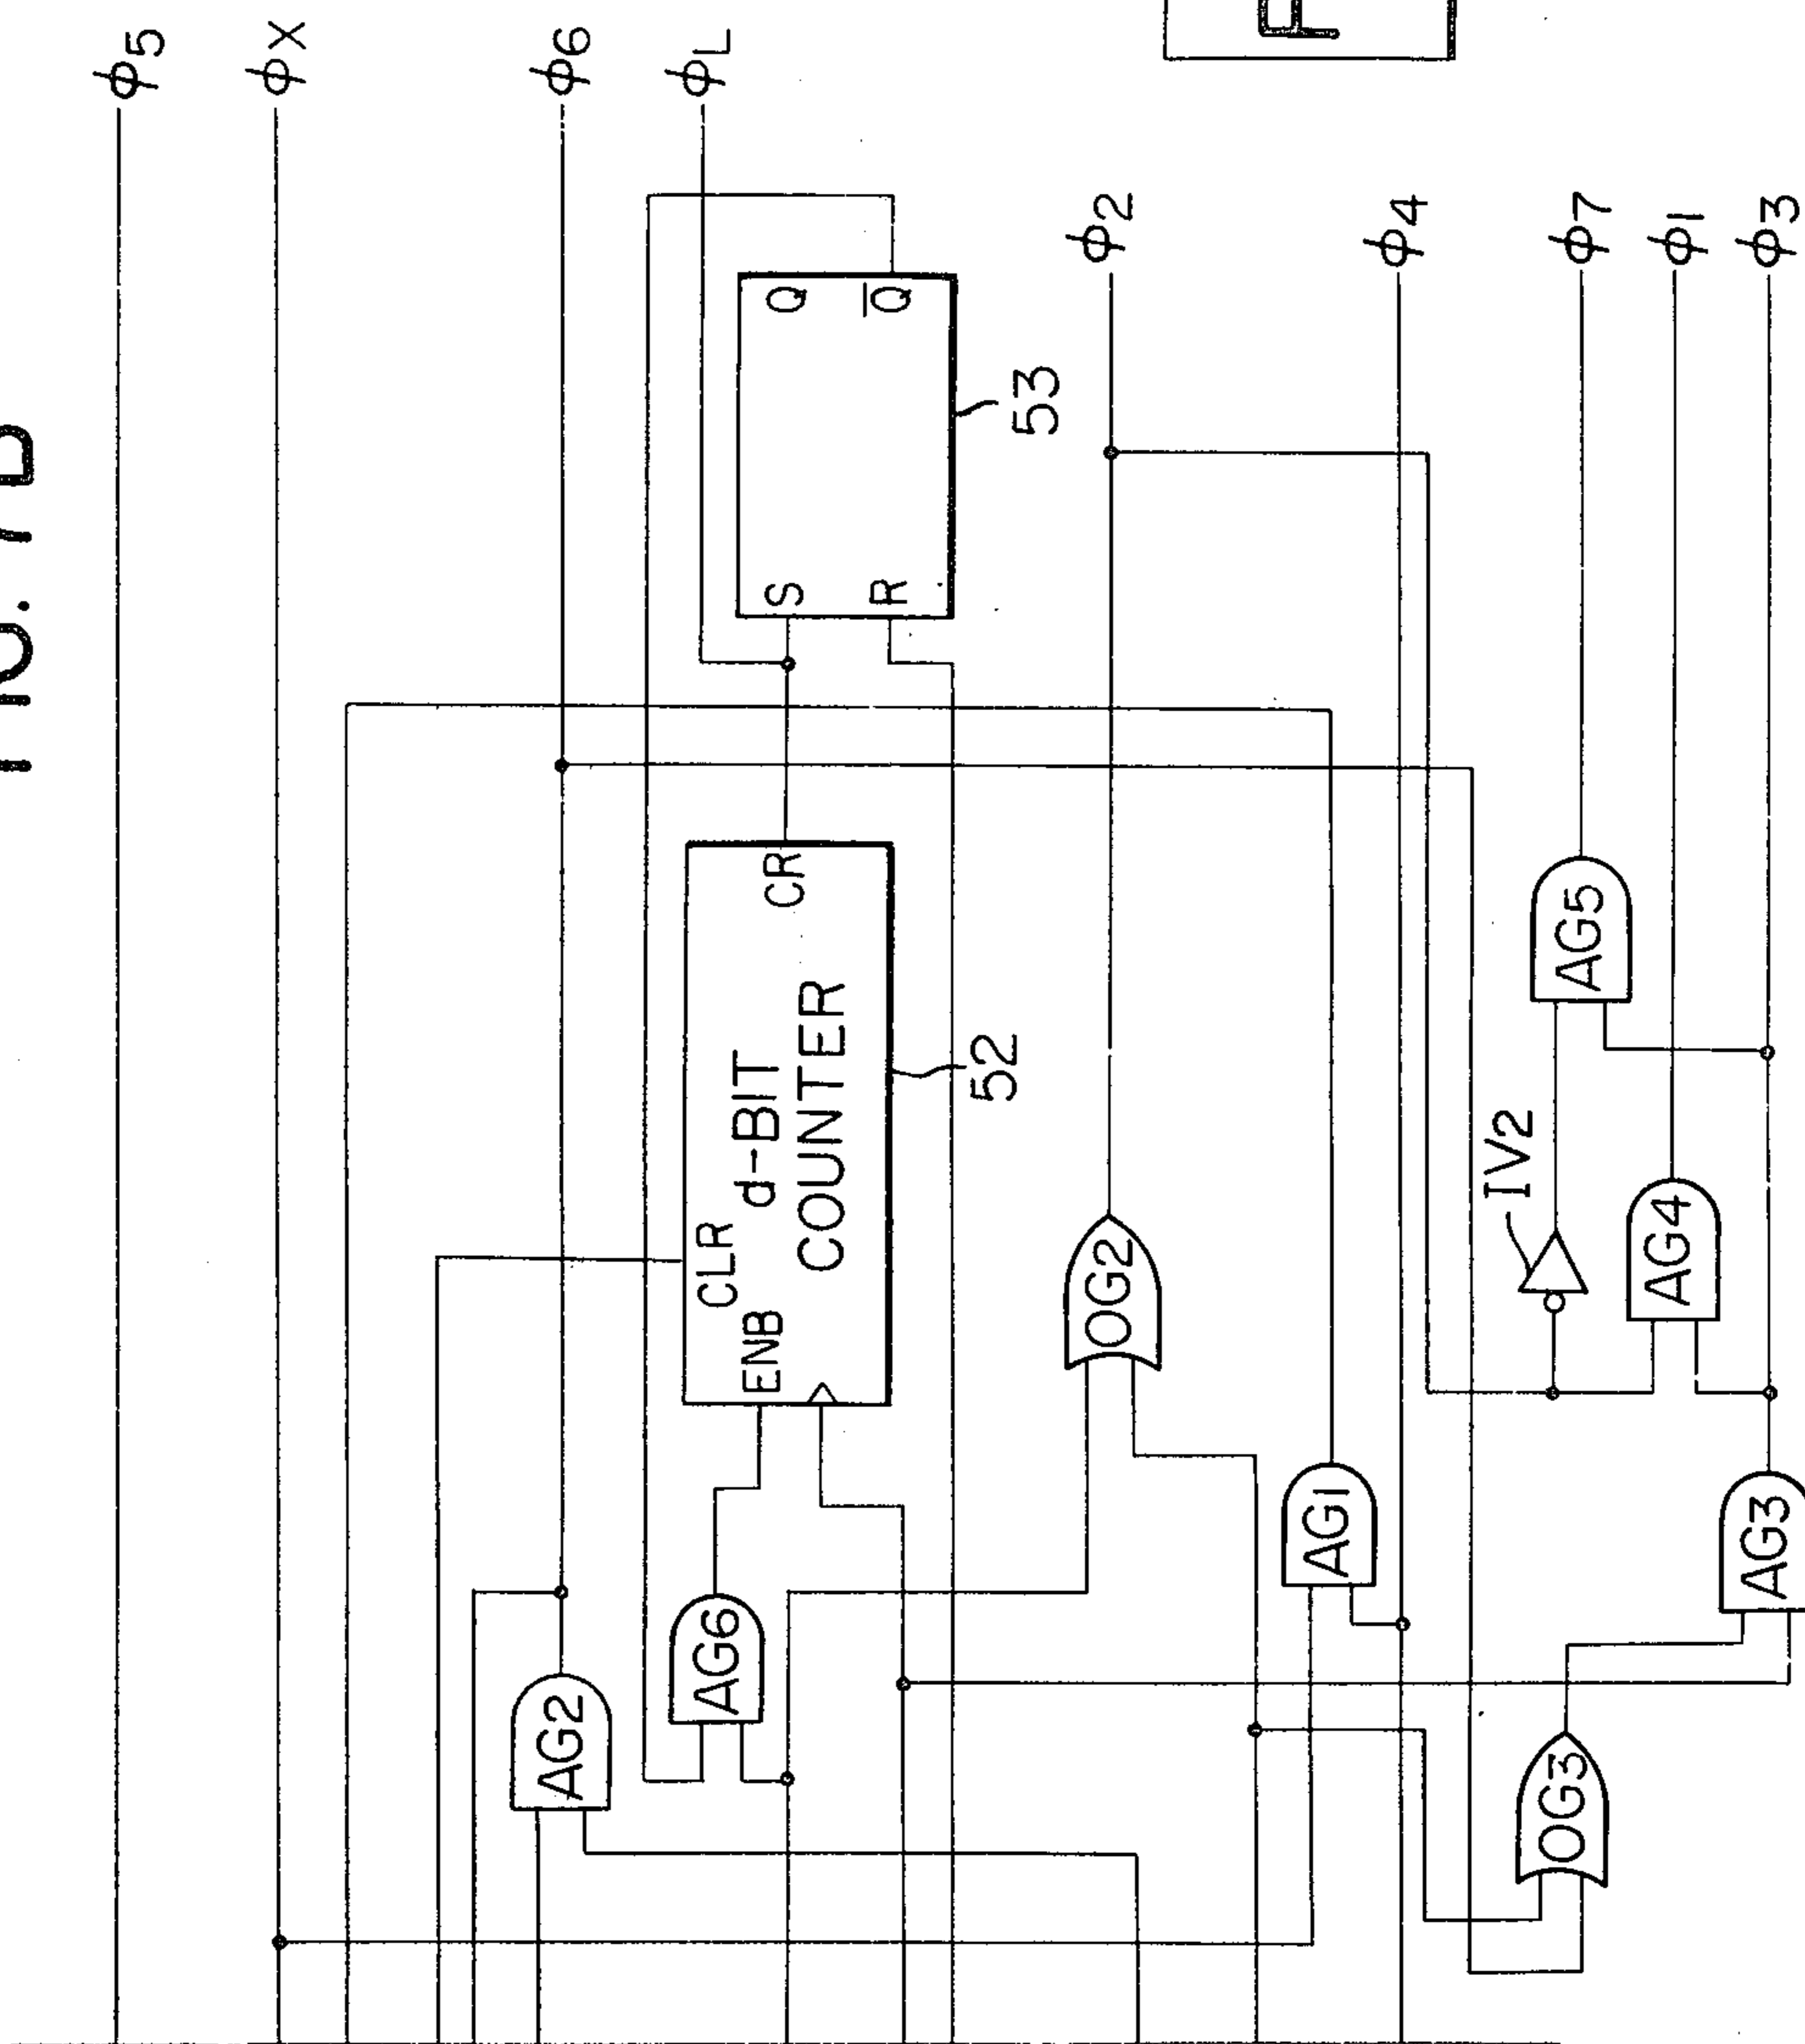 ϕ5
ϕX
ϕ6
ϕL
AG2
AG6
CLR
ENB
d-BIT
COUNTER
CR
52
S
R
Q
Q̅
53
OG2
ϕ2
AG1
ϕ4
OG3
IV2
AG5
ϕ7
AG4
ϕ1
AG3
ϕ3